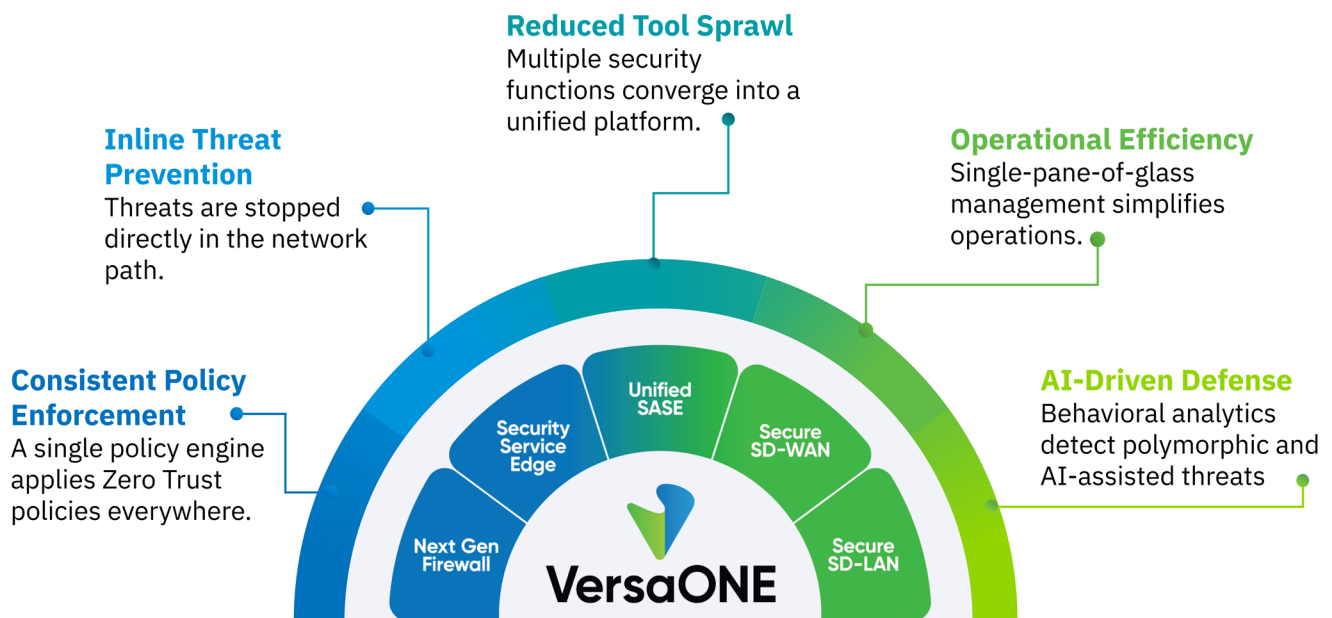 Reduced Tool Sprawl
Multiple security
functions converge into a
unified platform.
Inline Threat
Prevention
Threats are stopped
directly in the network
path.
Operational Efficiency
Single-pane-of-glass
management simplifies
operations.
Consistent Policy
Enforcement
A single policy engine
applies Zero Trust
policies everywhere.
AI-Driven Defense
Behavioral analytics
detect polymorphic and
AI-assisted threats
Next Gen
Firewall
Security
Service
Edge
Unified
SASE
Secure
SD-WAN
Secure
SD-LAN
VersaONE